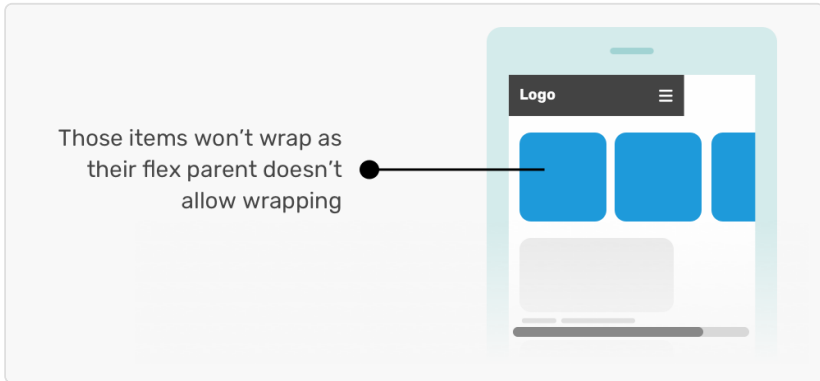 Logo
Those items won’t wrap as
their flex parent doesn’t
allow wrapping